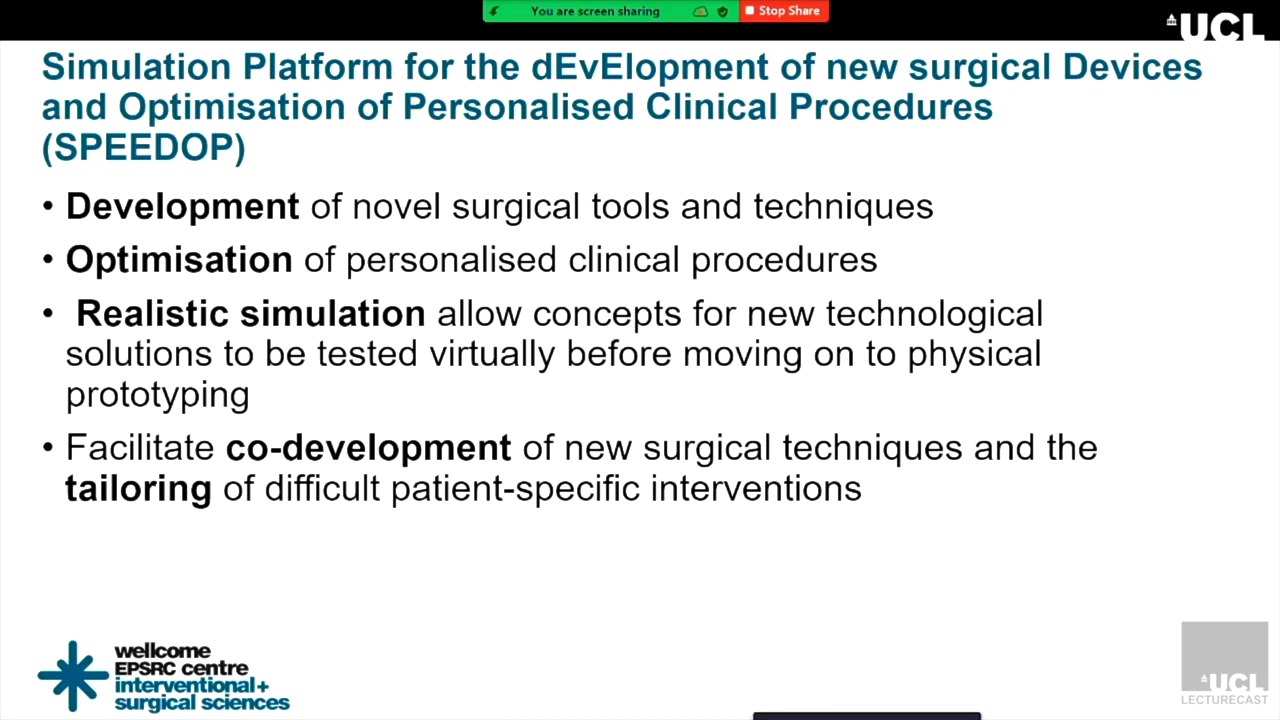 You are screen sharing
Stop Share
UCL
Simulation Platform for the dEvElopment of new surgical Devices
and Optimisation of Personalised Clinical Procedures
(SPEEDOP)
• Development of novel surgical tools and techniques
• Optimisation of personalised clinical procedures
• Realistic simulation allow concepts for new technological
solutions to be tested virtually before moving on to physical
prototyping
• Facilitate co-development of new surgical techniques and the
tailoring of difficult patient-specific interventions
wellcome
EPSRC centre
interventional+
surgical sciences
UCL
LECTURECAST